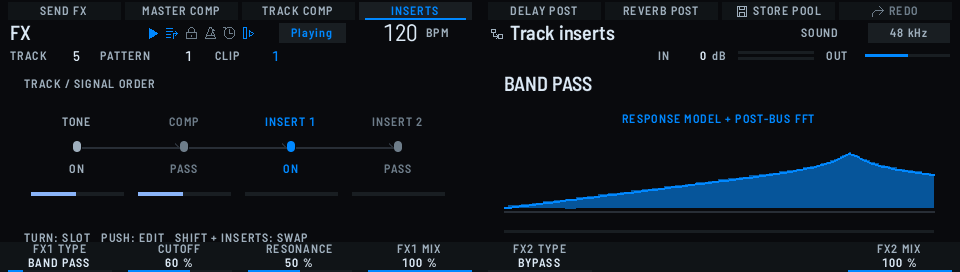 SEND FX MASTER COMP TRACK COMP INSERTS DELAY POST REVERB POST STORE POOL REDO
FX Playing 120 BPM Track inserts SOUND 48 kHz
TRACK 5 PATTERN 1 CLIP 1 IN 0 dB OUT
TRACK / SIGNAL ORDER BAND PASS
TONE COMP INSERT 1 INSERT 2 RESPONSE MODEL + POST-BUS FFT
ON PASS ON PASS
TURN: SLOT PUSH: EDIT SHIFT + INSERTS: SWAP
FX1 TYPE CUTOFF RESONANCE FX1 MIX FX2 TYPE FX2 MIX
BAND PASS 60 % 50 % 100 % BYPASS 100 %